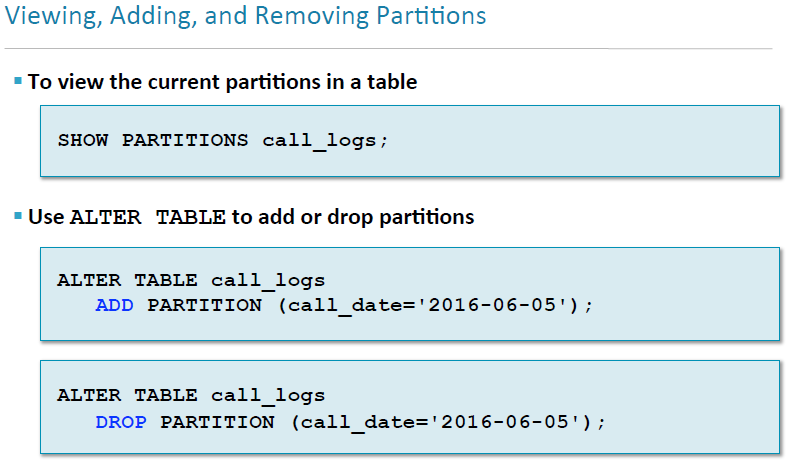 Viewing, Adding, and Removing Partitions
To view the current partitions in a table
SHOW PARTITIONS call_logs;
Use ALTER TABLE to add or drop partitions
ALTER TABLE call_logs
ADD PARTITION (call_date='2016-06-05');
ALTER TABLE call_logs
DROP PARTITION (call_date='2016-06-05');